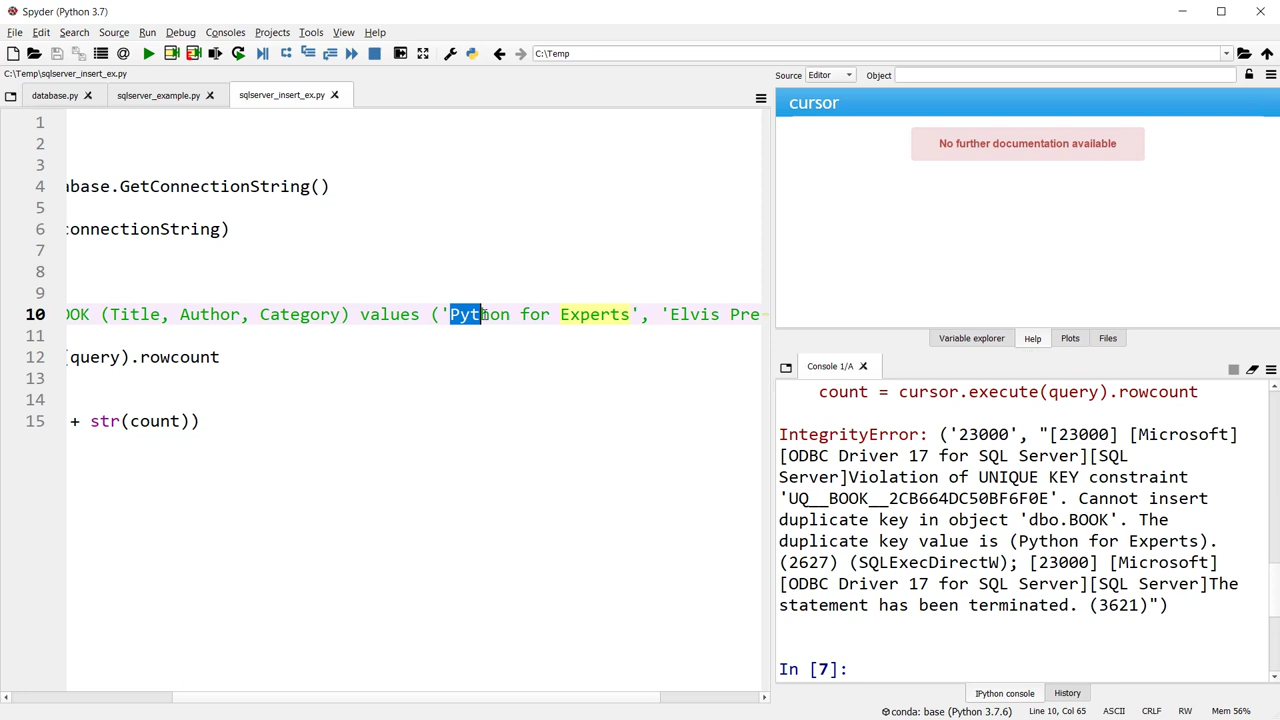 Spyder (Python 3.7)
File Edit Search Source Run Debug Consoles Projects Tools View Help
C:\Temp
C:\Temp\sqlserver_insert_ex.py
database.py sqlserver_example.py sqlserver_insert_ex.py
1
2
3
4 abase.GetConnectionString()
5
6 connectionString)
7
8
9
10 OOK (Title, Author, Category) values ('Python for Experts', 'Elvis Pre
11
12 (query).rowcount
13
14
15 + str(count))
Source Editor Object
cursor
No further documentation available
Variable explorer Help Plots Files
Console 1/A
count = cursor.execute(query).rowcount
IntegrityError: ('23000', "[23000] [Microsoft]
[ODBC Driver 17 for SQL Server][SQL
Server]Violation of UNIQUE KEY constraint
'UQ__BOOK__2CB664DC50BF6F0E'. Cannot insert
duplicate key in object 'dbo.BOOK'. The
duplicate key value is (Python for Experts).
(2627) (SQLExecDirectW); [23000] [Microsoft]
[ODBC Driver 17 for SQL Server][SQL Server]The
statement has been terminated. (3621)")
In [7]:
IPython console History
conda: base (Python 3.7.6) Line 10, Col 65 ASCII CRLF RW Mem 56%